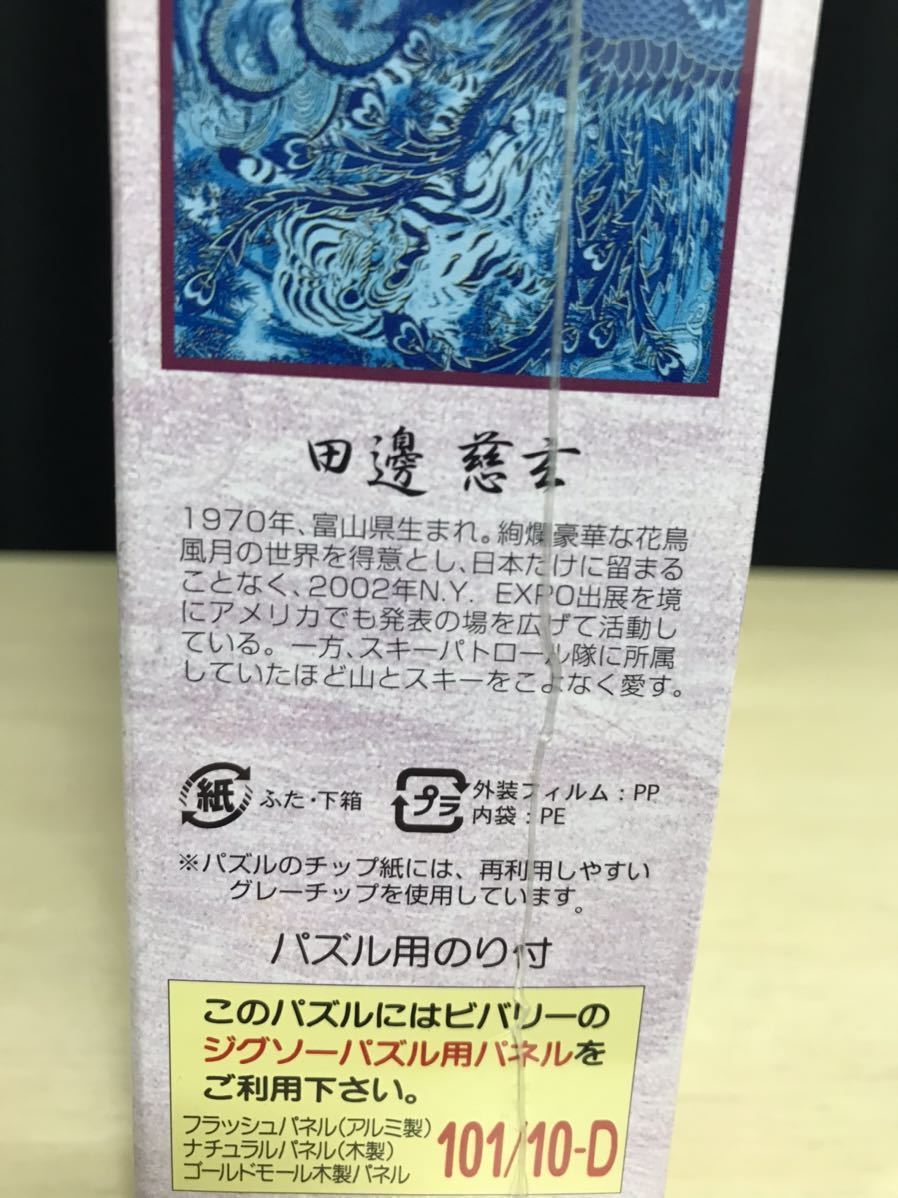 田邊 慈玄
1970年、富山県生まれ。絢爛豪華な花鳥
風月の世界を得意とし、日本だけに留まる
ことなく、2002年N.Y. EXPO出展を境
にアメリカでも発表の場を広げて活動し
ている。一方、スキーパトロール隊に所属
していたほど山とスキーをこよなく愛す。
紙 ふた・下箱
プラ 外装フィルム：PP
内袋：PE
※パズルのチップ紙には、再利用しやすい
グレーチップを使用しています。
パズル用のり付
このパズルにはビバリーの
ジグソーパズル用パネルを
ご利用下さい。
フラッシュパネル(アルミ製)
ナチュラルパネル(木製)
ゴールドモール木製パネル
101/10-D